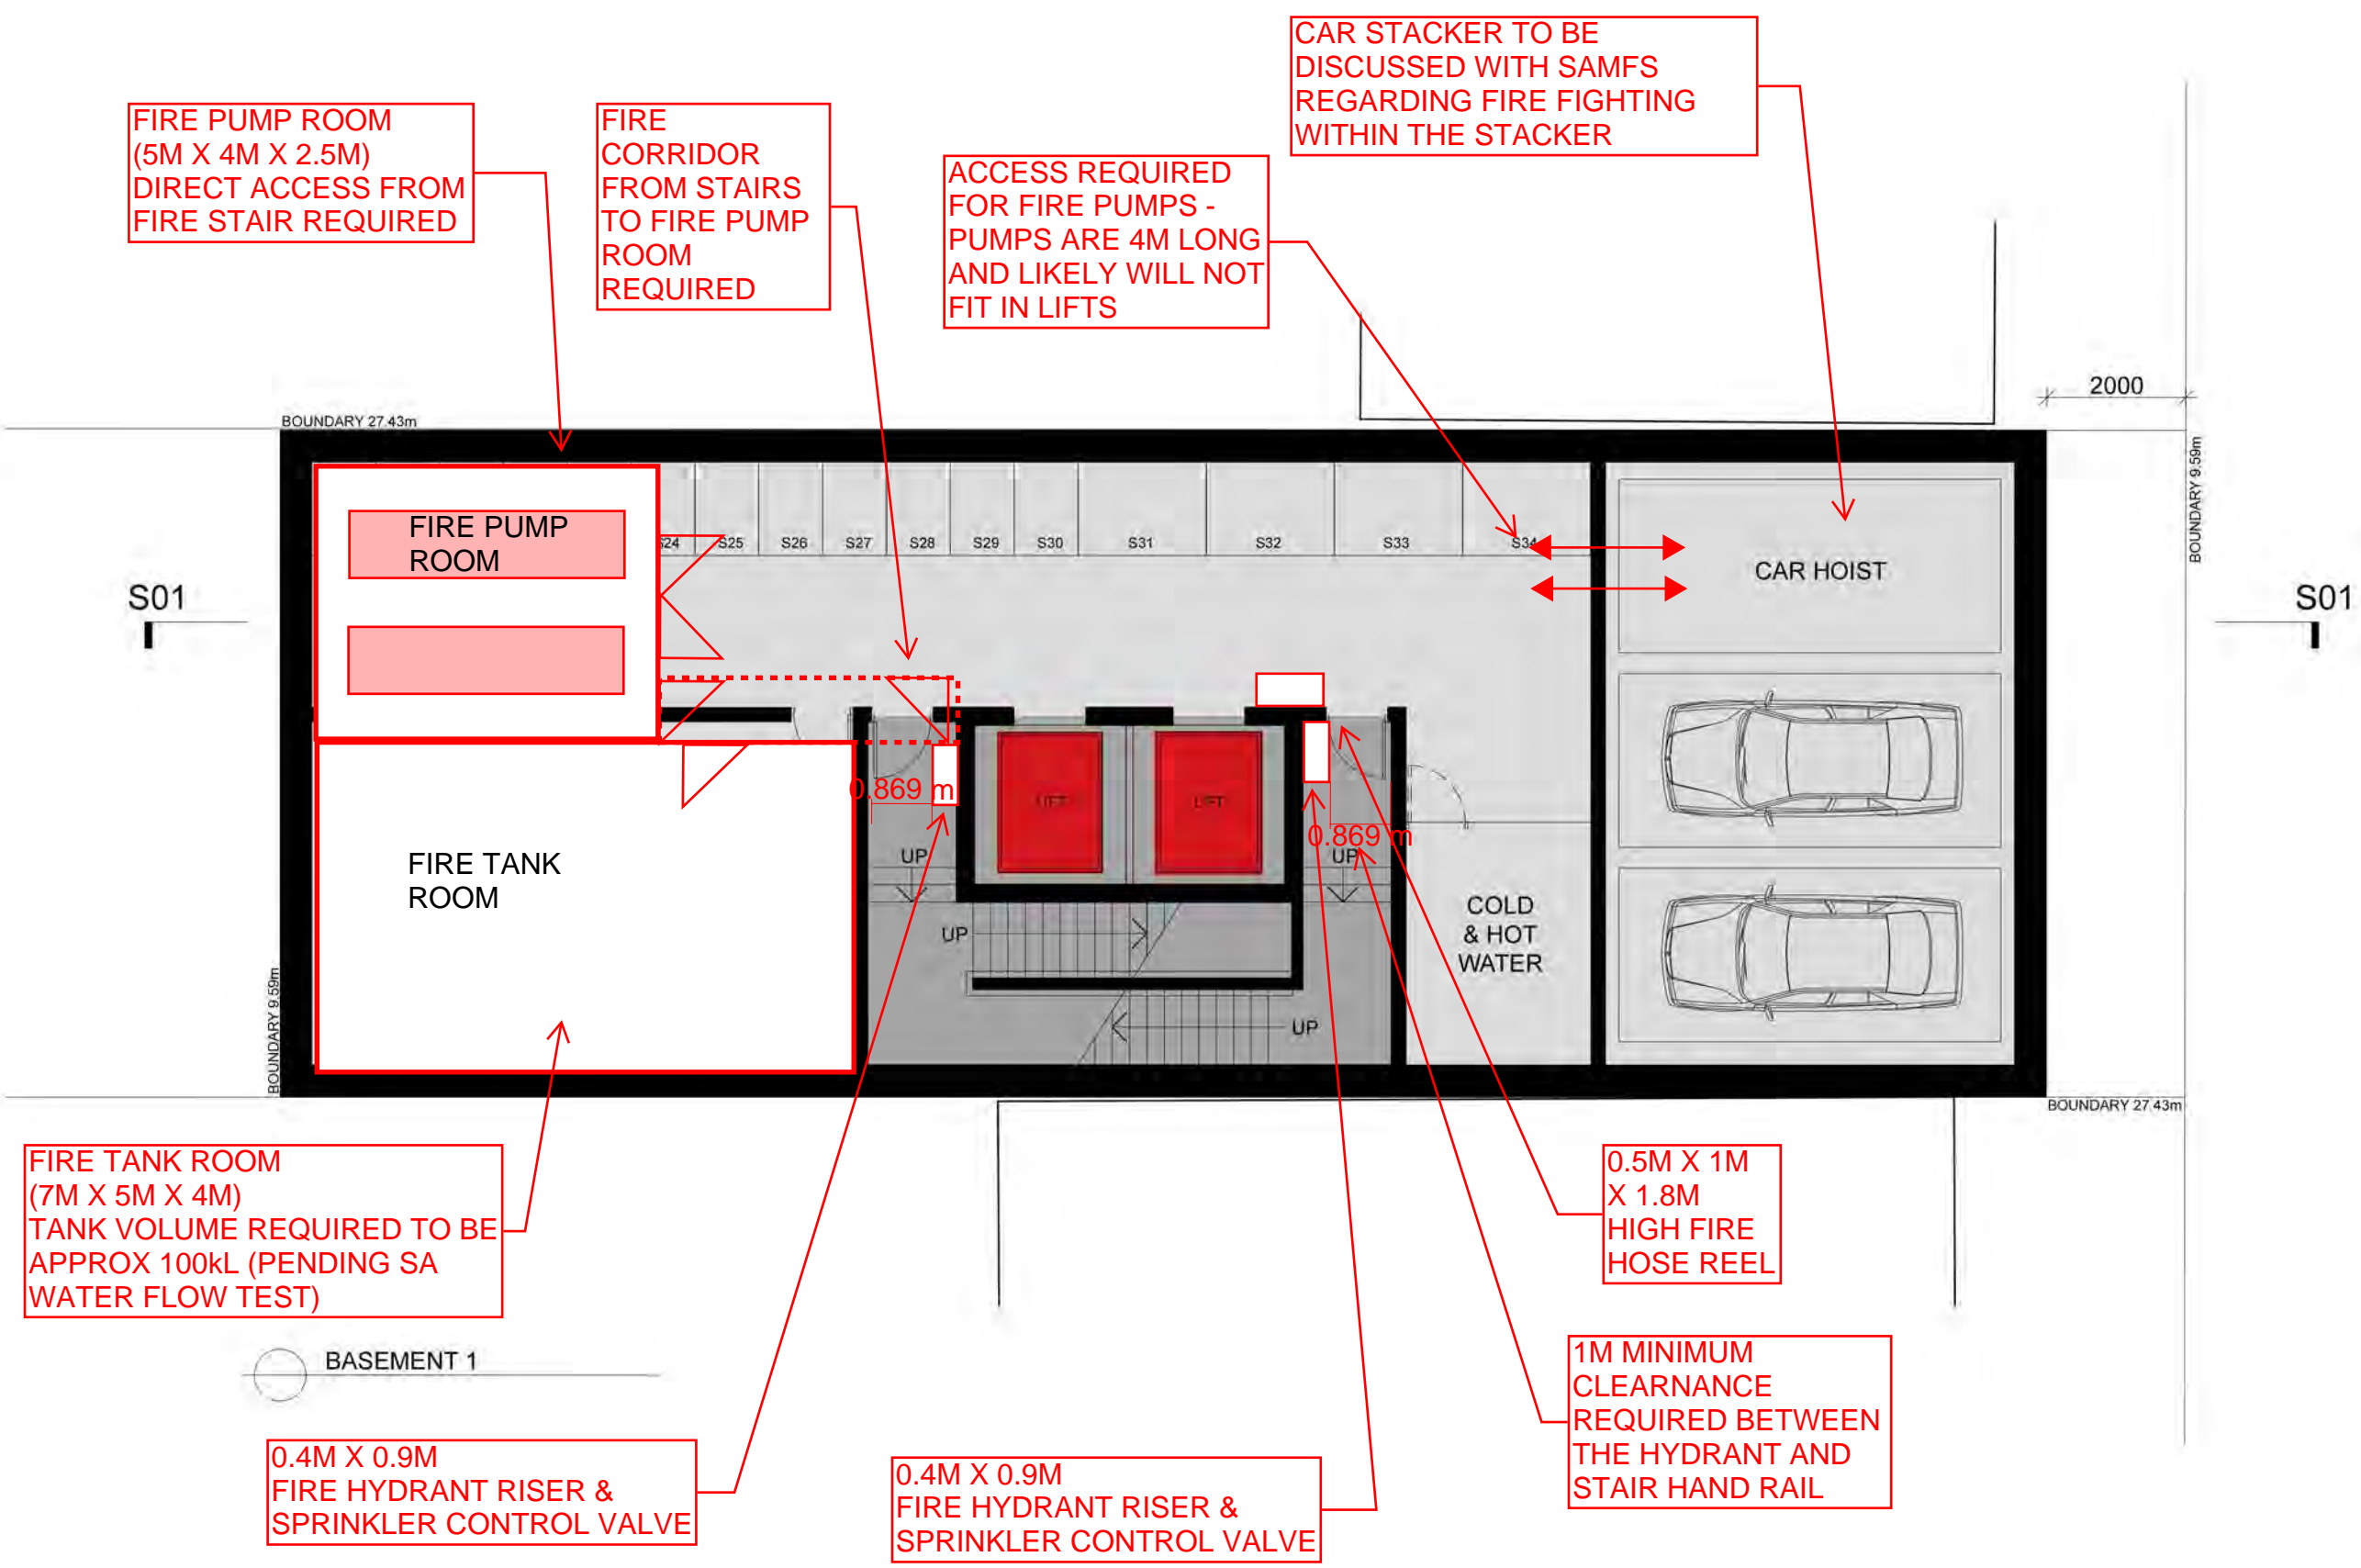 CAR STACKER TO BE
DISCUSSED WITH SAMFS
REGARDING FIRE FIGHTING
WITHIN THE STACKER
FIRE PUMP ROOM
(5M X 4M X 2.5M)
DIRECT ACCESS FROM
FIRE STAIR REQUIRED
FIRE
CORRIDOR
FROM STAIRS
TO FIRE PUMP
ROOM
REQUIRED
ACCESS REQUIRED
FOR FIRE PUMPS -
PUMPS ARE 4M LONG
AND LIKELY WILL NOT
FIT IN LIFTS
2000
BOUNDARY 27.43m
BOUNDARY 9.59m
FIRE PUMP
ROOM
S24
S25
S26
S27
S28
S29
S30
S31
S32
S33
S34
CAR HOIST
S01
S01
LIFT
LIFT
0.869 m
0.869 m
UP
UP
FIRE TANK
ROOM
COLD
& HOT
WATER
UP
UP
BOUNDARY 9.59m
BOUNDARY 27.43m
FIRE TANK ROOM
(7M X 5M X 4M)
TANK VOLUME REQUIRED TO BE
APPROX 100kL (PENDING SA
WATER FLOW TEST)
0.5M X 1M
X 1.8M
HIGH FIRE
HOSE REEL
BASEMENT 1
1M MINIMUM
CLEARNANCE
REQUIRED BETWEEN
THE HYDRANT AND
STAIR HAND RAIL
0.4M X 0.9M
FIRE HYDRANT RISER &
SPRINKLER CONTROL VALVE
0.4M X 0.9M
FIRE HYDRANT RISER &
SPRINKLER CONTROL VALVE